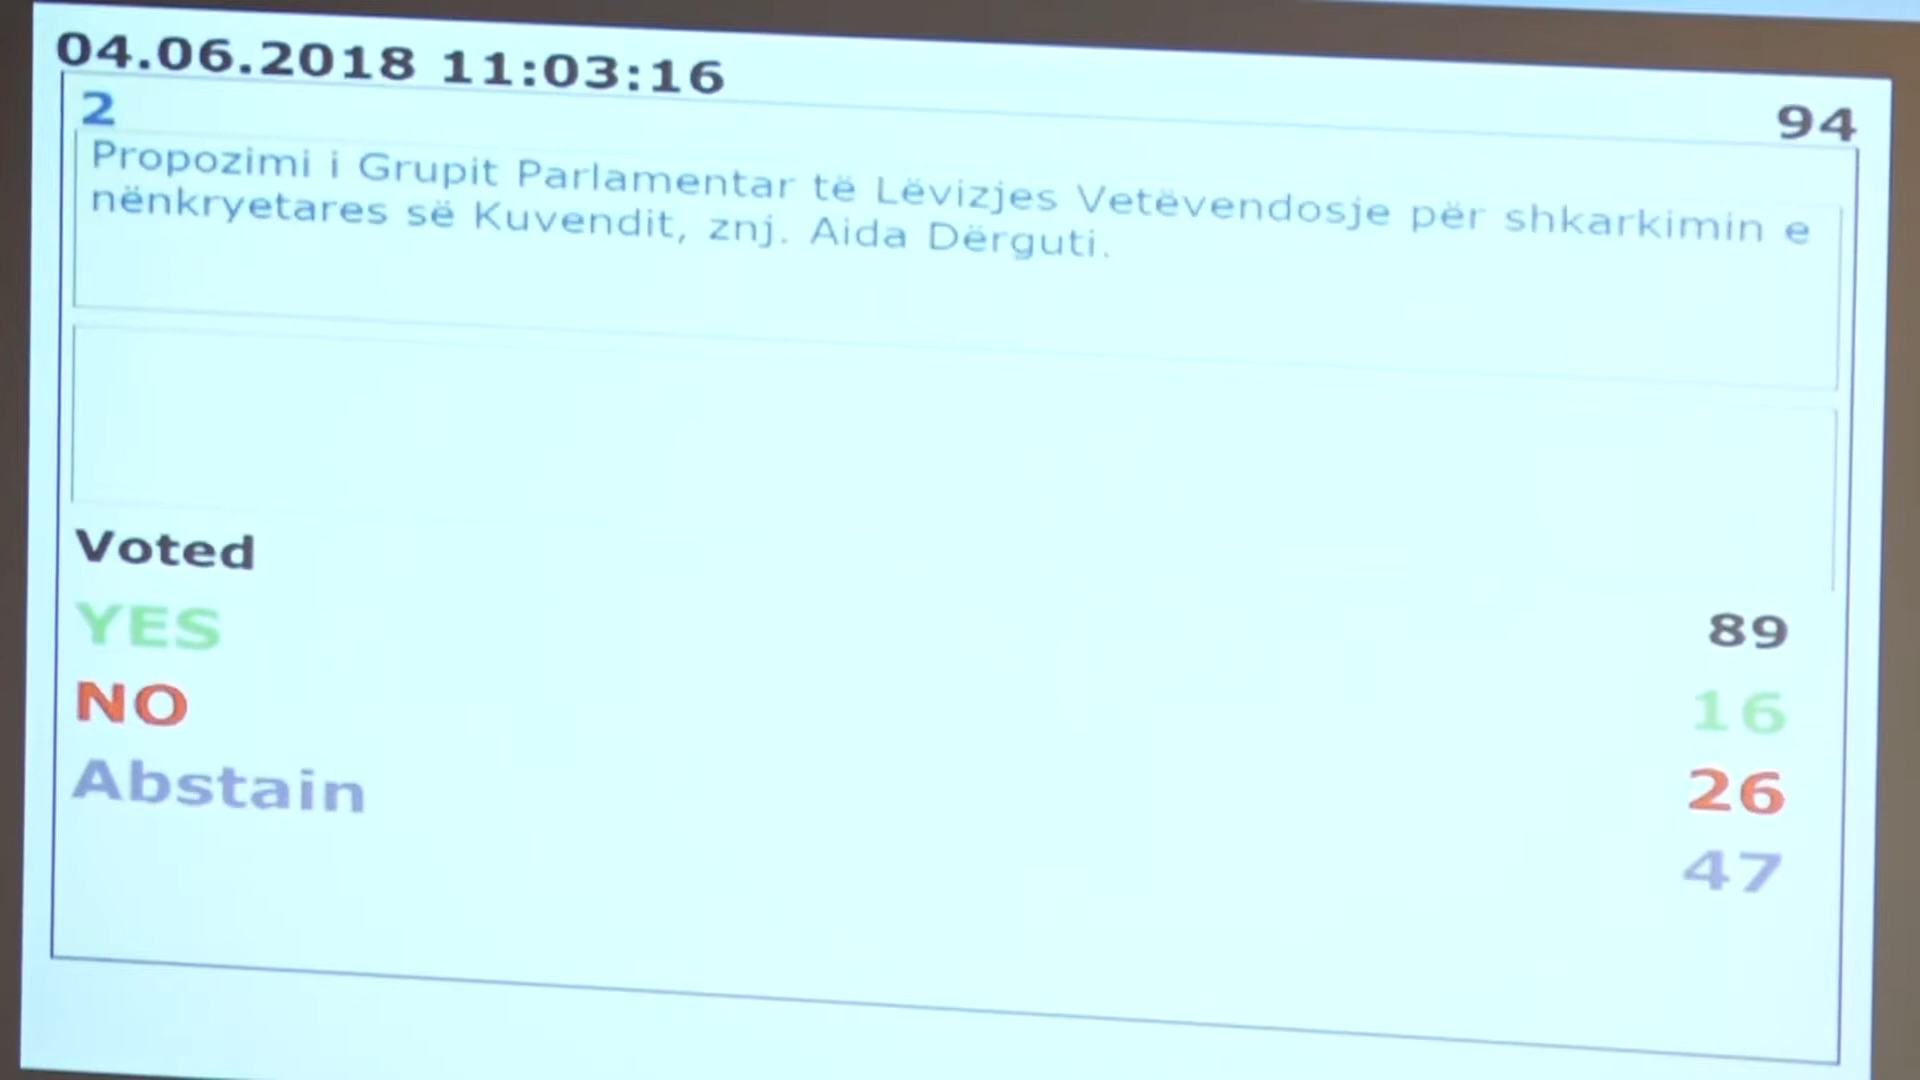 04.06.2018 11:03:16
94
2
Propozimi i Grupit Parlamentar të Lëvizjes Vetëvendosje për shkarkimin e
nënkryetares së Kuvendit, znj. Aida Dërguti.
Voted 89
YES 16
NO 26
Abstain 47